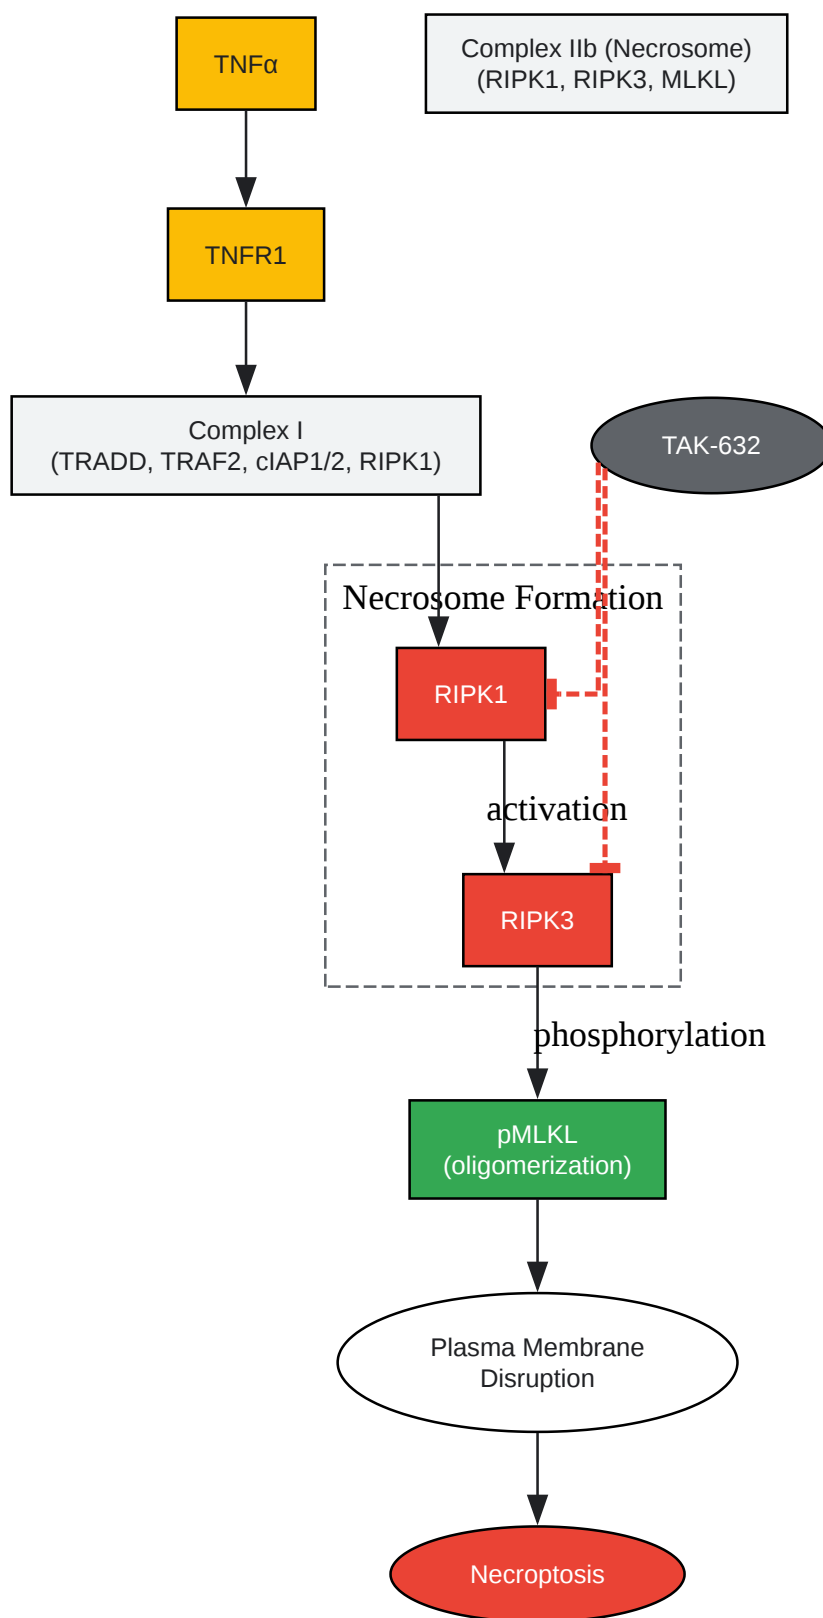 TNFα
Complex IIb (Necrosome)
(RIPK1, RIPK3, MLKL)
TNFR1
Complex I
(TRADD, TRAF2, cIAP1/2, RIPK1)
TAK-632
Necrosome Formation
RIPK1
activation
RIPK3
phosphorylation
pMLKL
(oligomerization)
Plasma Membrane
Disruption
Necroptosis